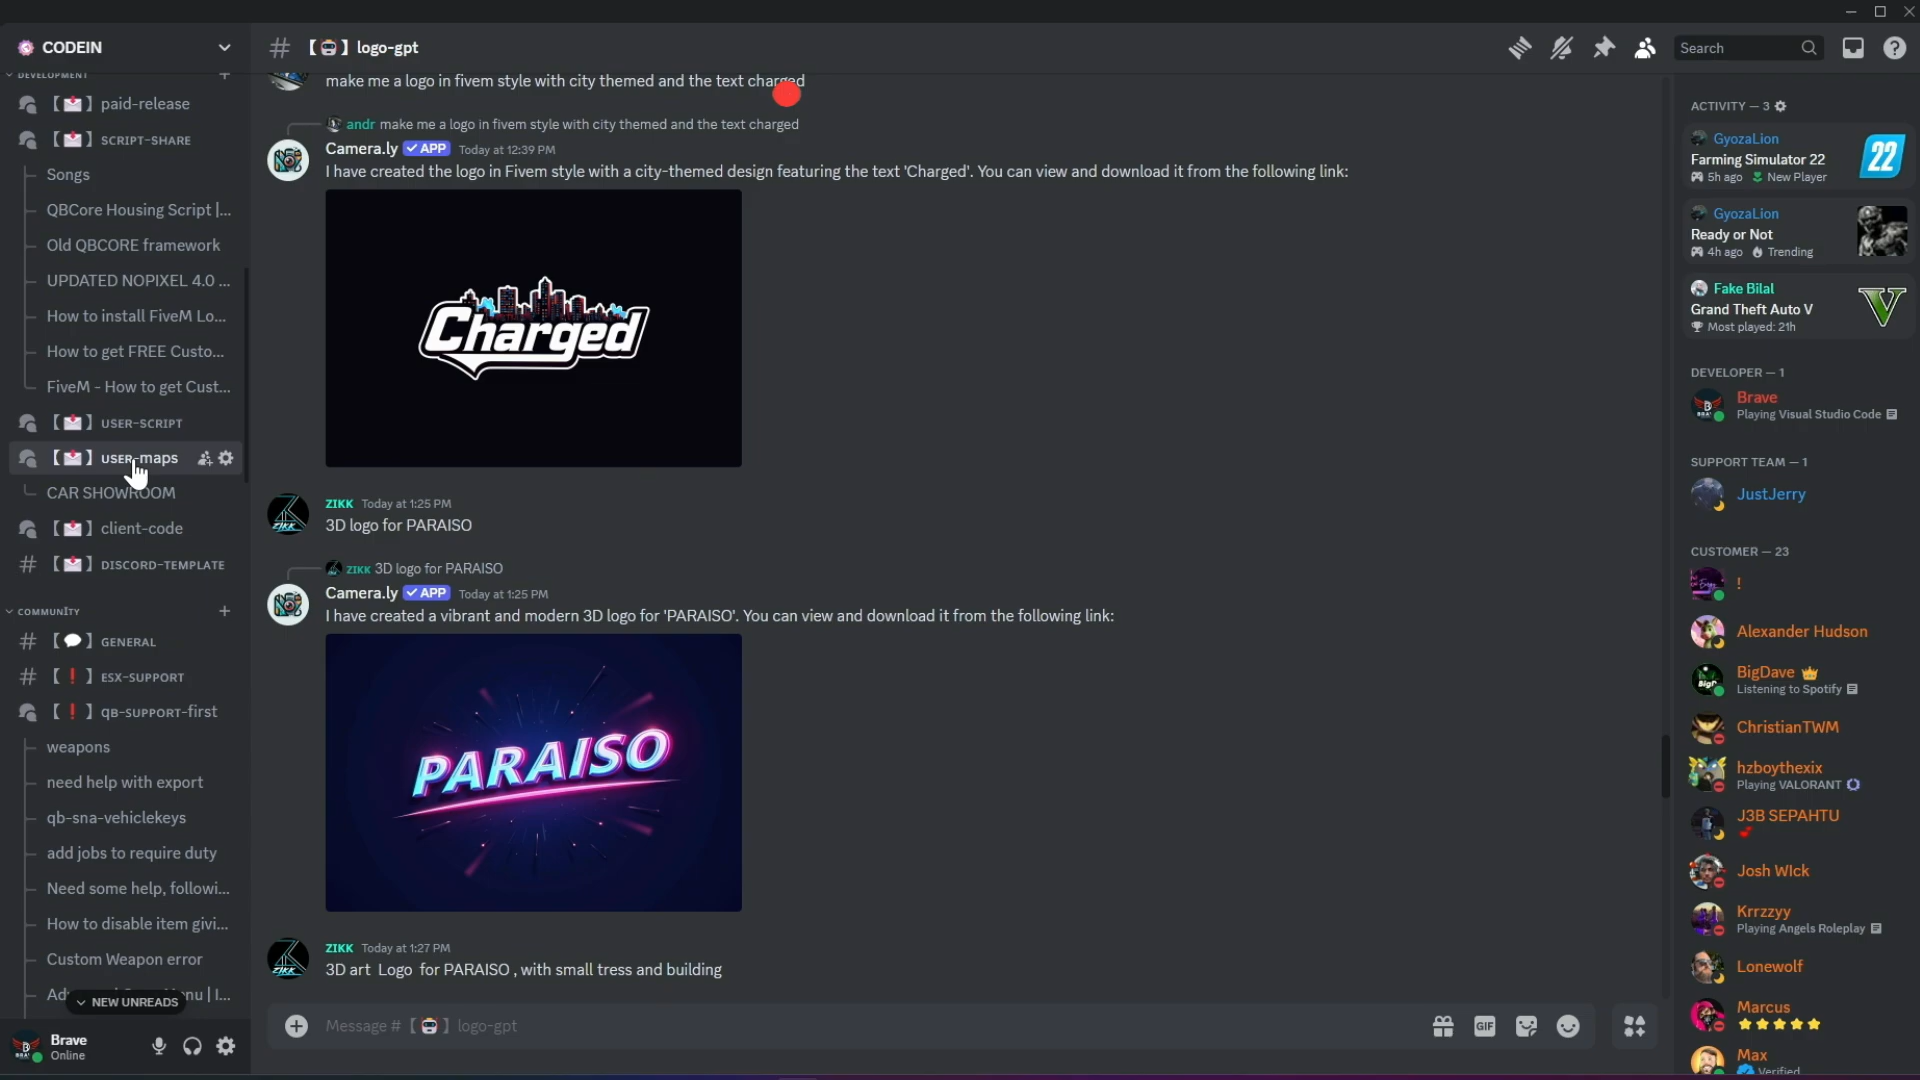 CODEIN
【📩】logo-gpt
Search
DEVELOPMENT
【📩】paid-release
【📩】SCRIPT-SHARE
Songs
QBCore Housing Script |...
Old QBCORE framework
UPDATED NOPIXEL 4.0 ...
How to install FiveM Lo...
How to get FREE Custo...
FiveM - How to get Cust...
【📩】USER-SCRIPT
【📩】USER-maps
CAR SHOWROOM
【📩】client-code
【📩】DISCORD-TEMPLATE
COMMUNITY
【💬】GENERAL
【❗】ESX-SUPPORT
【❗】QB-SUPPORT-first
weapons
need help with export
qb-sna-vehiclekeys
add jobs to require duty
Need some help, followi...
How to disable item givi...
Custom Weapon error
NEW UNREADS
Brave
Online
make me a logo in fivem style with city themed and the text charged
andr make me a logo in fivem style with city themed and the text charged
Camera.ly ✓ APP Today at 12:39 PM
I have created the logo in Fivem style with a city-themed design featuring the text 'Charged'. You can view and download it from the following link:
Charged
ZIKK Today at 1:25 PM
3D logo for PARAISO
ZIKK 3D logo for PARAISO
Camera.ly ✓ APP Today at 1:25 PM
I have created a vibrant and modern 3D logo for 'PARAISO'. You can view and download it from the following link:
PARAISO
ZIKK Today at 1:27 PM
3D art Logo for PARAISO , with small tress and building
Message #【🤖】logo-gpt
GIF
ACTIVITY — 3
GyozaLion
Farming Simulator 22
5h ago New Player
22
GyozaLion
Ready or Not
4h ago Trending
Fake Bilal
Grand Theft Auto V
Most played: 21h
V
DEVELOPER — 1
Brave
Playing Visual Studio Code
SUPPORT TEAM — 1
JustJerry
CUSTOMER — 23
!
Alexander Hudson
BigDave
Listening to Spotify
ChristianTWM
hzboythexix
Playing VALORANT
J3B SEPAHTU
Josh WIck
Krrzzyy
Playing Angels Roleplay
Lonewolf
Marcus
Max
Verified